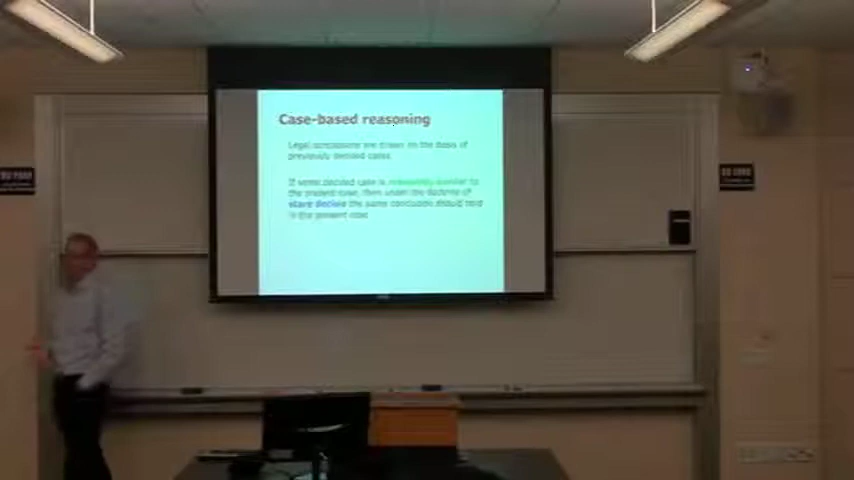 Case-based reasoning
Legal conclusions are drawn on the basis of
previously decided cases.
If some decided case is reasonably similar to
the present case, then under the doctrine of
stare decisis the same conclusion should hold
in the present case